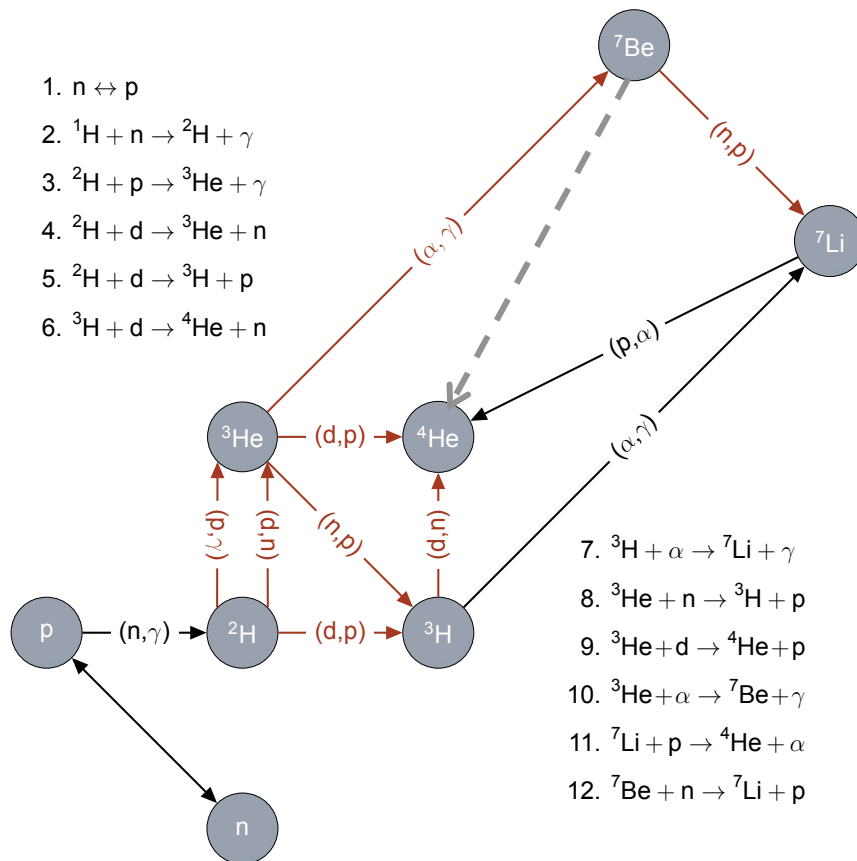 ⁷Be
1. n ↔ p
2. ¹H + n → ²H + γ
(n,p)
3. ²H + p → ³He + γ
4. ²H + d → ³He + n
⁷Li
(α, γ)
5. ²H + d → ³H + p
6. ³H + d → ⁴He + n
(p,α)
³He
(d,p)
⁴He
(α,γ)
(p,γ)
(d,n)
(n,p)
(d,n)
7. ³H + α → ⁷Li + γ
8. ³He + n → ³H + p
p
(n,γ)
²H
(d,p)
³H
9. ³He + d → ⁴He + p
10. ³He + α → ⁷Be + γ
11. ⁷Li + p → ⁴He + α
12. ⁷Be + n → ⁷Li + p
n